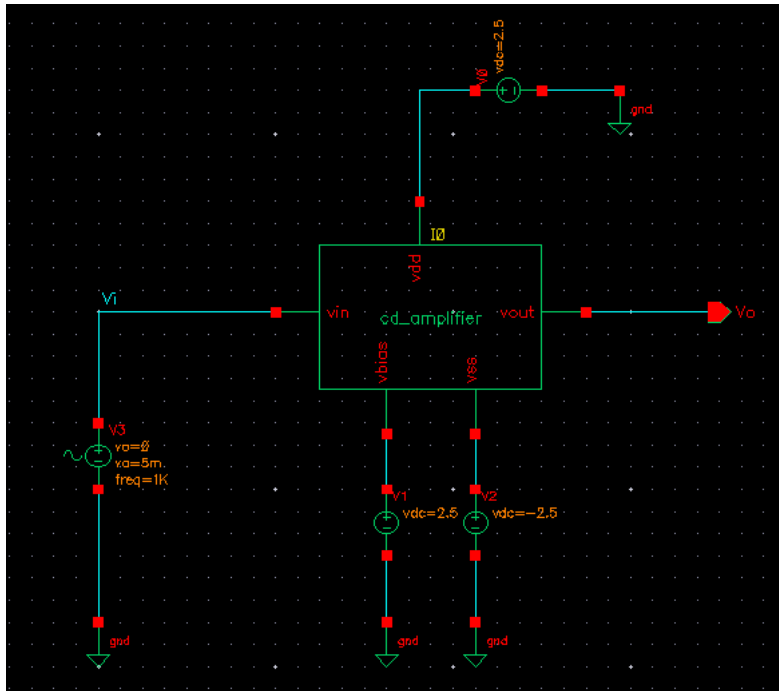 vdc=2.5
V0
gnd
I0
vdd
Vi
vin
cd_amplifier
vout
Vo
vbias
vss
V3
vo=0
va=5m
freq=1K
V1
vdc=2.5
V2
vdc=-2.5
gnd
gnd
gnd